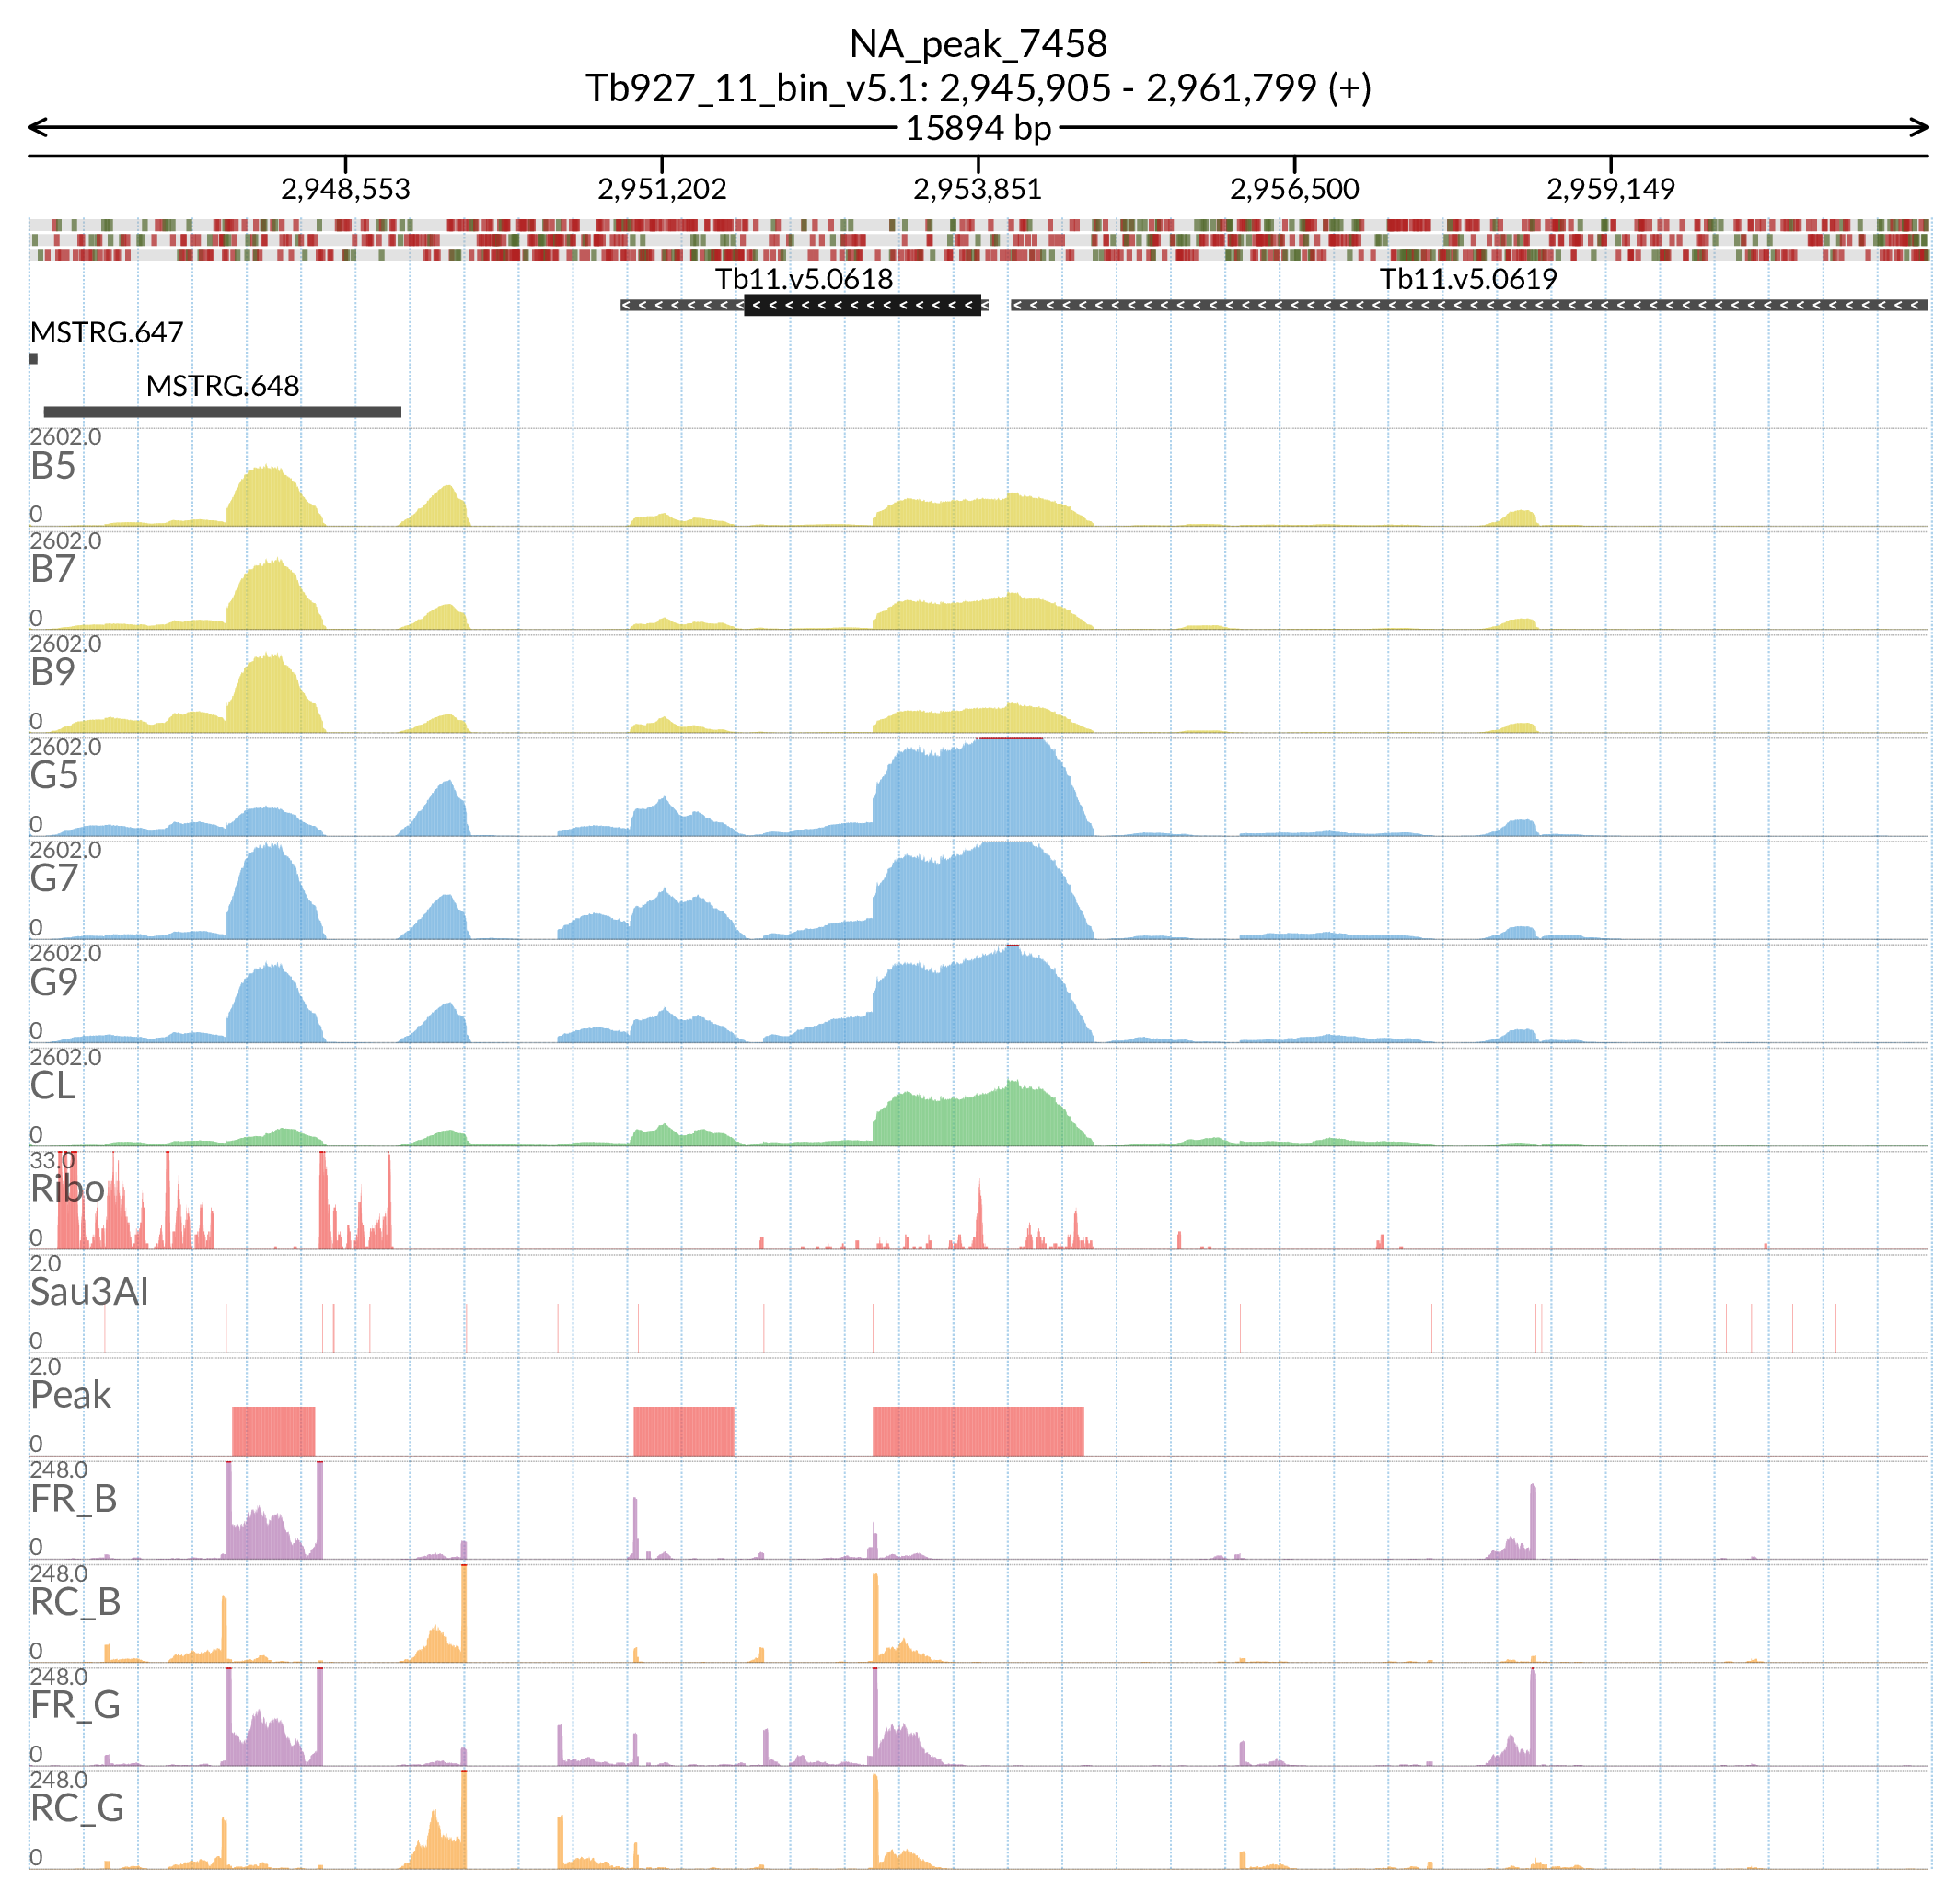 NA_peak_7458
Tb927_11_bin_v5.1: 2,945,905 - 2,961,799 (+)
15894 bp
2,948,553 2,951,202 2,953,851 2,956,500 2,959,149
Tb11.v5.0618 Tb11.v5.0619
MSTRG.647
MSTRG.648
2602.0
B5
0
2602.0
B7
0
2602.0
B9
0
2602.0
G5
0
2602.0
G7
0
2602.0
G9
0
2602.0
CL
0
33.0
Ribo
0
2.0
Sau3AI
0
2.0
Peak
0
248.0
FR_B
0
248.0
RC_B
0
248.0
FR_G
0
248.0
RC_G
0